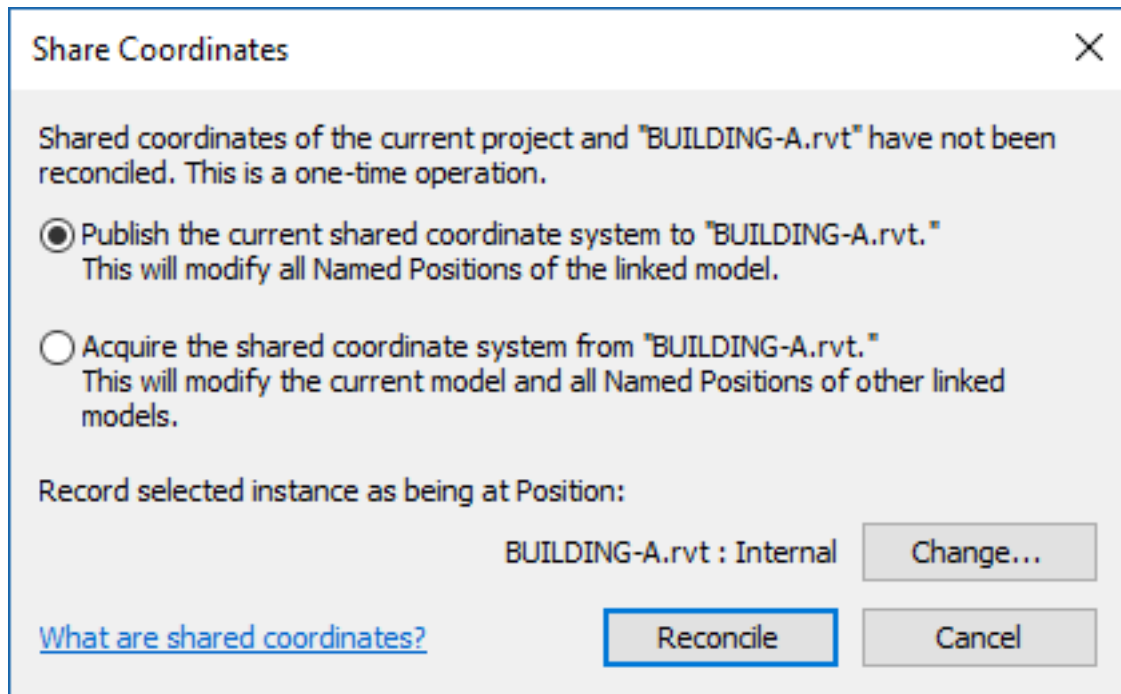 Share Coordinates
Shared coordinates of the current project and "BUILDING-A.rvt" have not been
reconciled. This is a one-time operation.
Publish the current shared coordinate system to "BUILDING-A.rvt."
This will modify all Named Positions of the linked model.
Acquire the shared coordinate system from "BUILDING-A.rvt."
This will modify the current model and all Named Positions of other linked
models.
Record selected instance as being at Position:
BUILDING-A.rvt : Internal
Change...
What are shared coordinates?
Reconcile
Cancel